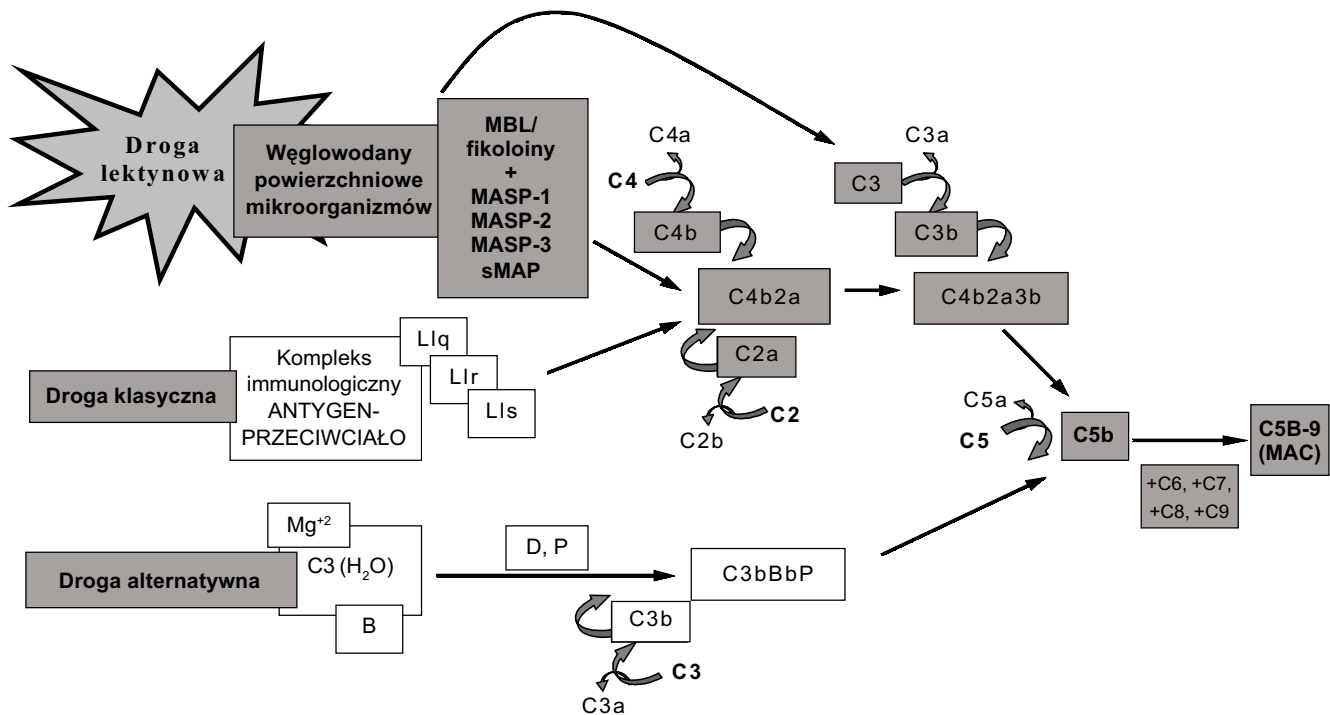 Droga
lektynowa
Węglowodany
powierzchniowe
mikroorganizmów
MBL/
fikoloiny
+
MASP-1
MASP-2
MASP-3
sMAP
C4a
C4
C4b
C3a
C3
C3b
C4b2a
C4b2a3b
C2a
C2
C2b
Droga klasyczna
Kompleks
immunologiczny
ANTYGEN-
PRZECIWCIAŁO
LIq
LIr
LIs
C5a
C5
C5b
C5B-9
(MAC)
+C6, +C7,
+C8, +C9
Droga alternatywna
Mg+2
C3 (H2O)
B
D, P
C3bBbP
C3b
C3
C3a